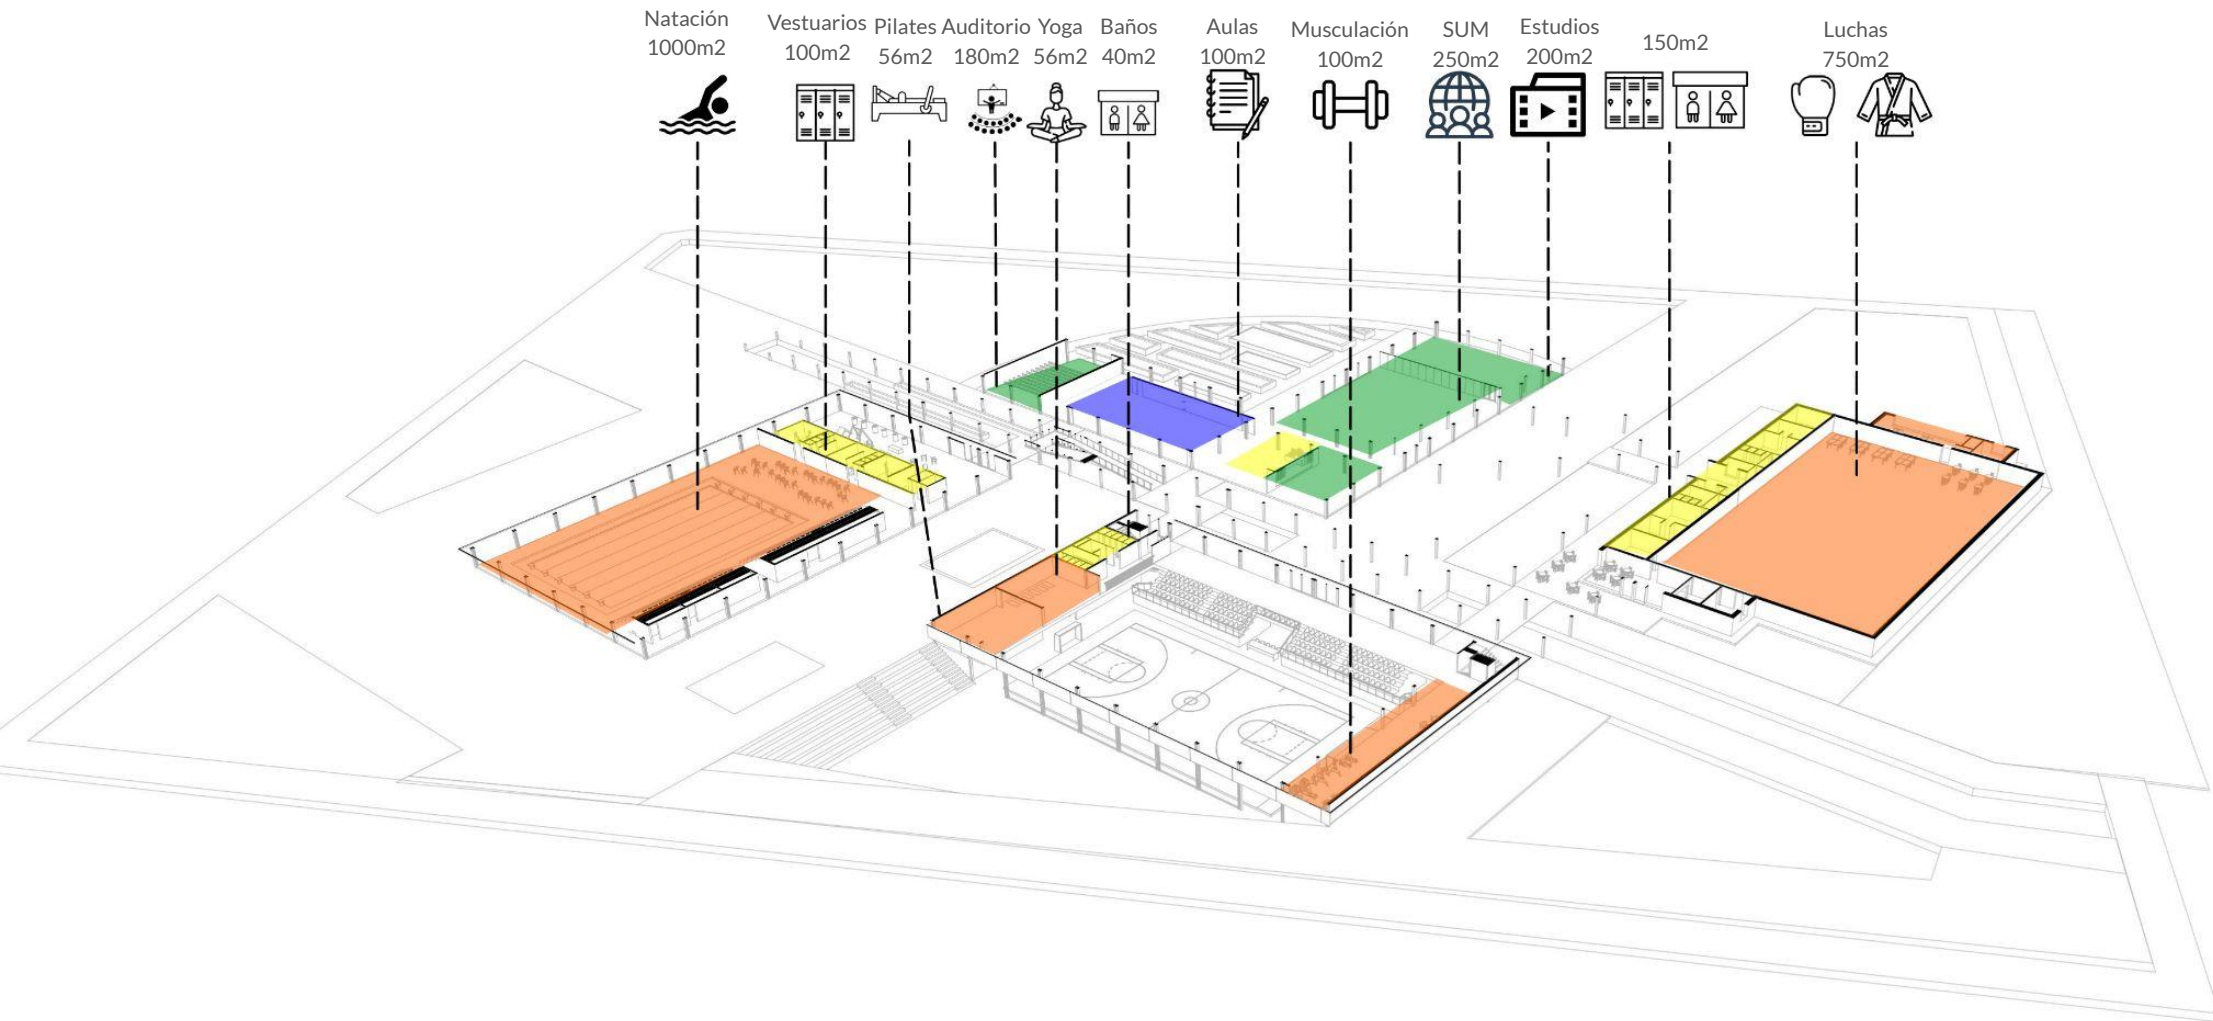 Natación
1000m2
Vestuarios
100m2
Pilates
56m2
Auditorio
180m2
Yoga
56m2
Baños
40m2
Aulas
100m2
Musculación
100m2
SUM
250m2
Estudios
200m2
150m2
Luchas
750m2